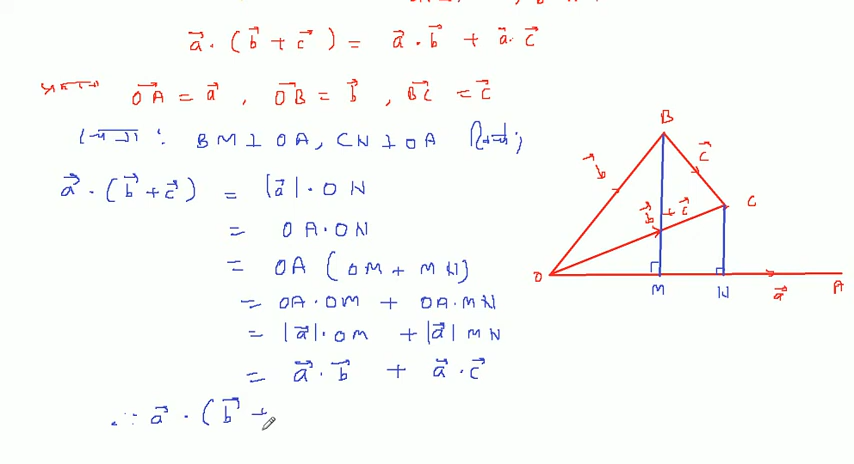 a⃗ · (b⃗ + c⃗) = a⃗ · b⃗ + a⃗ · c⃗
OA⃗ = a⃗ , OB⃗ = b⃗ , BC⃗ = c⃗
: BM ⊥ OA, CN ⊥ OA
a⃗ · (b⃗ + c⃗) = |a⃗| · ON
= OA · ON
= OA (OM + MN)
= OA · OM + OA · MN
= |a⃗| · OM + |a⃗| MN
= a⃗ · b⃗ + a⃗ · c⃗
∴ a⃗ · (b⃗ +
B
b⃗
c⃗
b⃗ + c⃗
C
O
M
N
a⃗
A